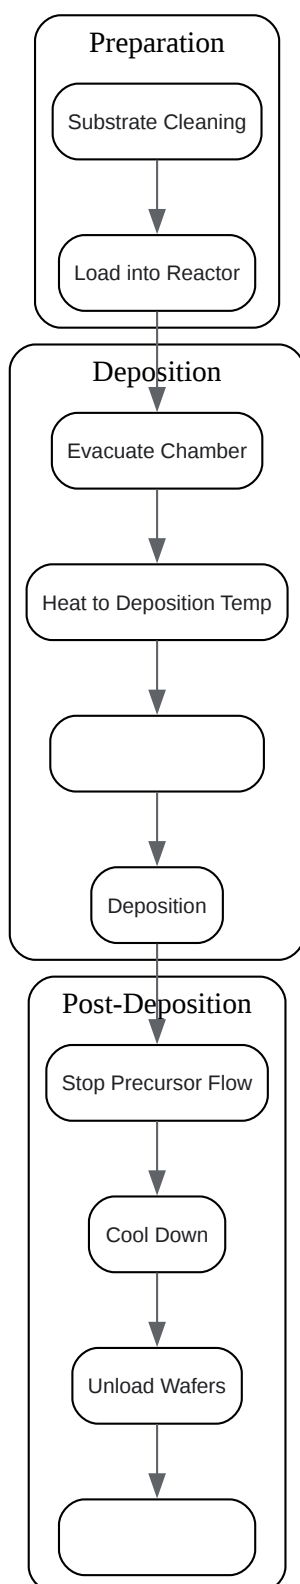 Preparation
Substrate Cleaning
Load into Reactor
Deposition
Evacuate Chamber
Heat to Deposition Temp
Deposition
Post-Deposition
Stop Precursor Flow
Cool Down
Unload Wafers